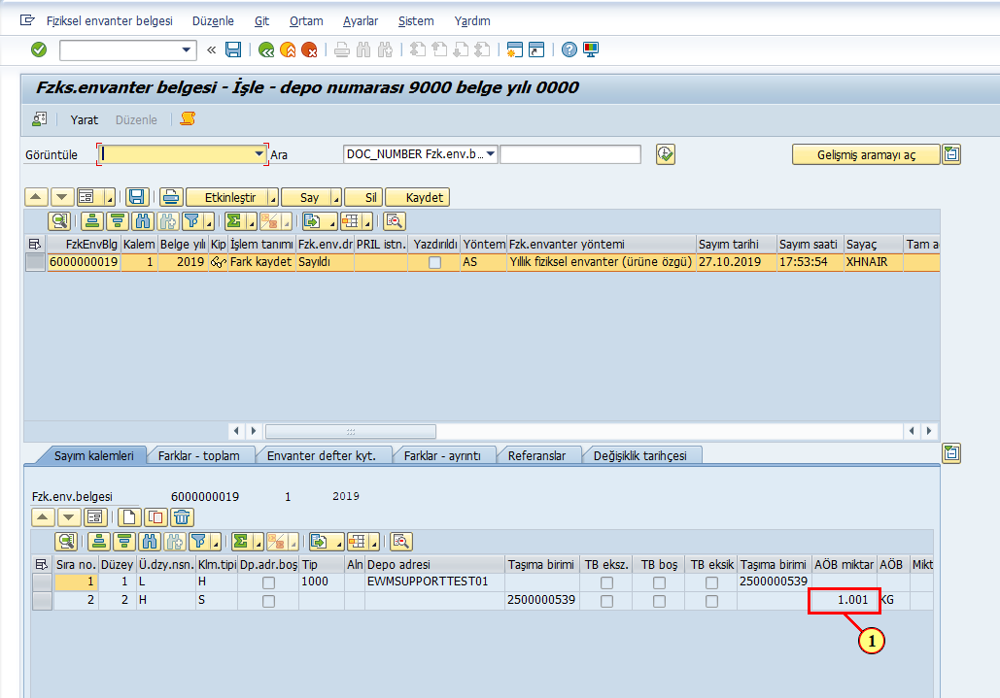 Fiziksel envanter belgesi Düzenle Git Ortam Ayarlar Sistem Yardım
«
Fzks.envanter belgesi - İşle - depo numarası 9000 belge yılı 0000
Yarat Düzenle
Görüntüle Ara DOC_NUMBER Fzk.env.b... Gelişmiş aramayı aç
Etkinleştir Say Sil Kaydet
FzkEnvBlg Kalem Belge yılı Kip İşlem tanımı Fzk.env.dr PRIL istn. Yazdırıldı Yöntem Fzk.envanter yöntemi Sayım tarihi Sayım saati Sayaç Tam a
6000000019 1 2019 Fark kaydet Sayıldı AS Yıllık fiziksel envanter (ürüne özgü) 27.10.2019 17:53:54 XHNAIR
Sayım kalemleri Farklar - toplam Envanter defter kyt. Farklar - ayrıntı Referanslar Değişiklik tarihçesi
Fzk.env.belgesi 6000000019 1 2019
Sıra no. Düzey Ü.dzy.nsn. Klm.tipi Dp.adr.boş Tip Aln Depo adresi Taşıma birimi TB eksz. TB boş TB eksik Taşıma birimi AÖB miktar AÖB Mikt
1 1 L H 1000 EWMSUPPORTTEST01 2500000539
2 2 H S 2500000539 1.001 KG
1